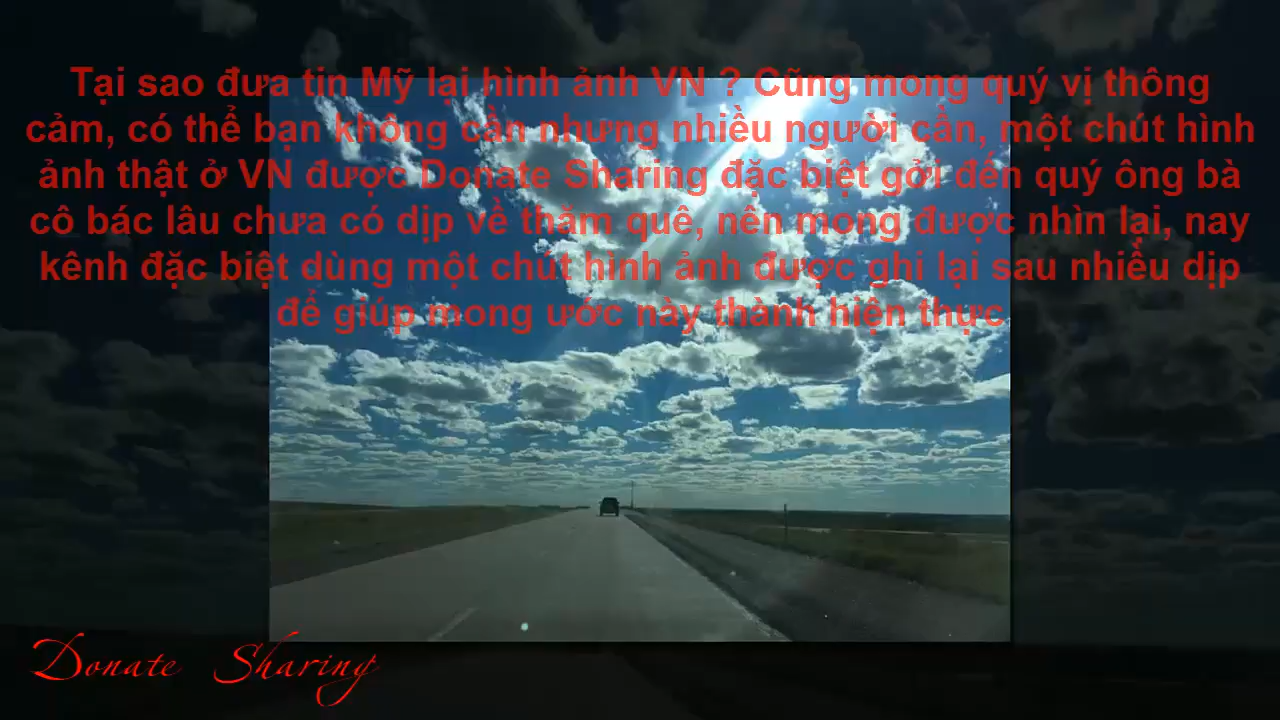 Tại sao đưa tin Mỹ lại hình ảnh VN ? Cũng mong quý vị thông
cảm, có thể bạn không cần nhưng nhiều người cần, một chút hình
ảnh thật ở VN được Donate Sharing đặc biệt gởi đến quý ông bà
cô bác lâu chưa có dịp về thăm quê, nên mong được nhìn lại, nay
kênh đặc biệt dùng một chút hình ảnh được ghi lại sau nhiều dịp
để giúp mong ước này thành hiện thực
Donate Sharing